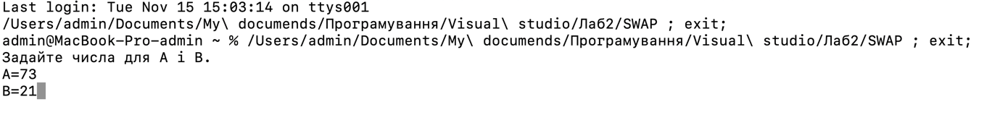 Last login: Tue Nov 15 15:03:14 on ttys001
/Users/admin/Documents/My\ documends/Програмування/Visual\ studio/Лаб2/SWAP ; exit;
admin@MacBook-Pro-admin ~ % /Users/admin/Documents/My\ documends/Програмування/Visual\ studio/Лаб2/SWAP ; exit;
Задайте числа для А і В.
A=73
B=21